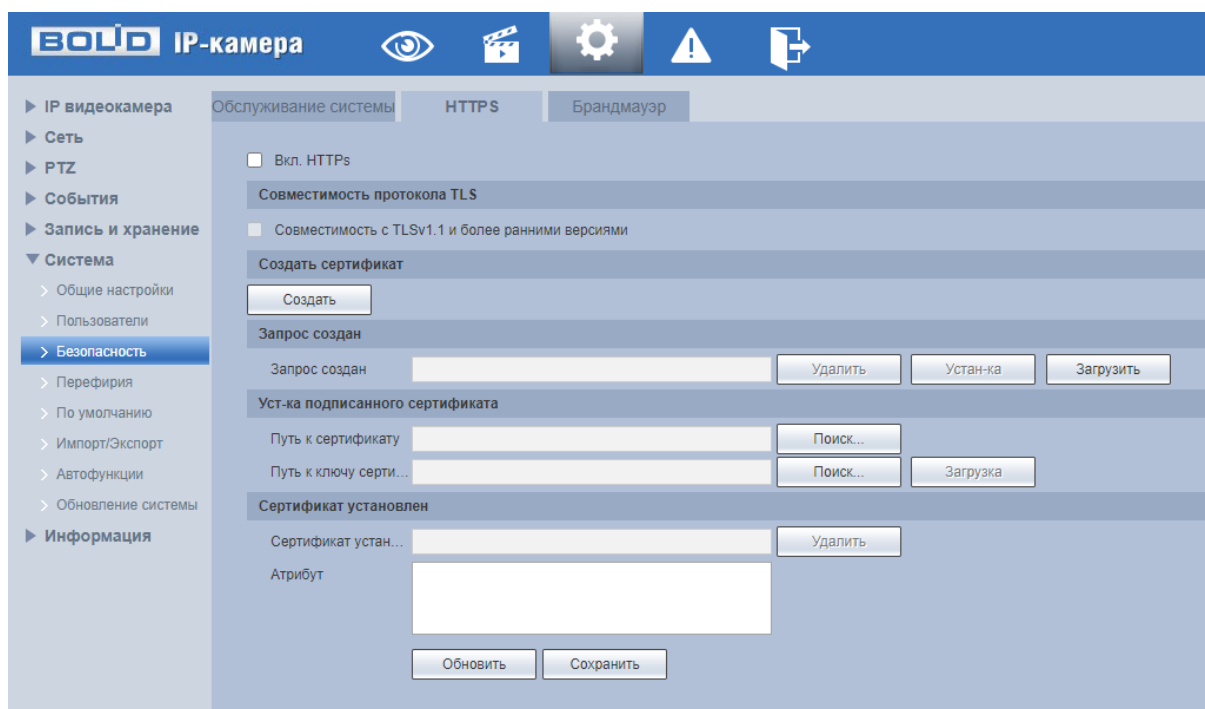 BOLID IP-камера
IP видеокамера
Сеть
PTZ
События
Запись и хранение
Система
Общие настройки
Пользователи
Безопасность
Перефирия
По умолчанию
Импорт/Экспорт
Автофункции
Обновление системы
Информация
Обслуживание системы HTTPS Брандмауэр
Вкл. HTTPs
Совместимость протокола TLS
Совместимость с TLSv1.1 и более ранними версиями
Создать сертификат
Создать
Запрос создан
Запрос создан Удалить Устан-ка Загрузить
Уст-ка подписанного сертификата
Путь к сертификату Поиск...
Путь к ключу серти... Поиск... Загрузка
Сертификат установлен
Сертификат устан... Удалить
Атрибут
Обновить Сохранить